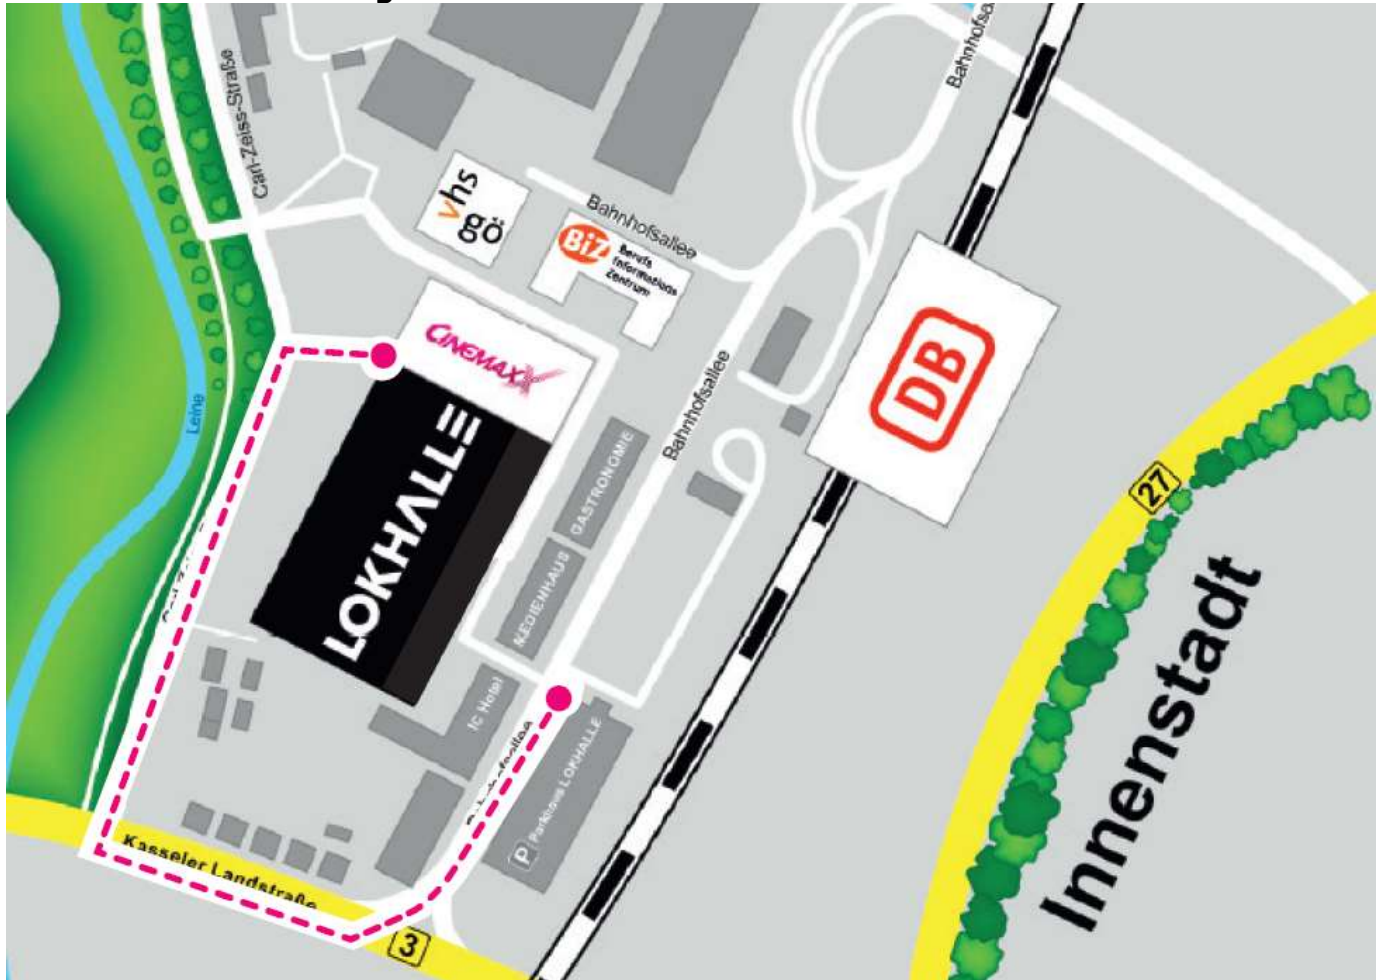 Bahnhofsa
Carl-Zeiss-Straße
vhs
gö
Bahnhofsallee
BiZ
Berufs
Informations
Zentrum
CINEMAXX
DB
Leine
Bahnhofsallee
LOKHALLE
GASTRONOMIE
MEDIENHAUS
27
Innenstadt
IC Hotel
P Parkhaus LOKHALLE
Kasseler Landstraße
3